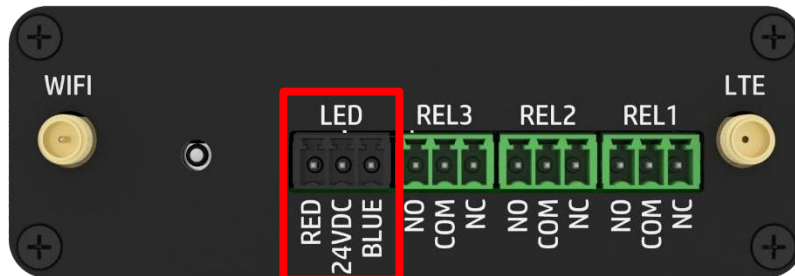 WIFI
LTE
LED
REL3
REL2
REL1
RED
24VDC
BLUE
NO
COM
NC
NO
COM
NC
NO
COM
NC